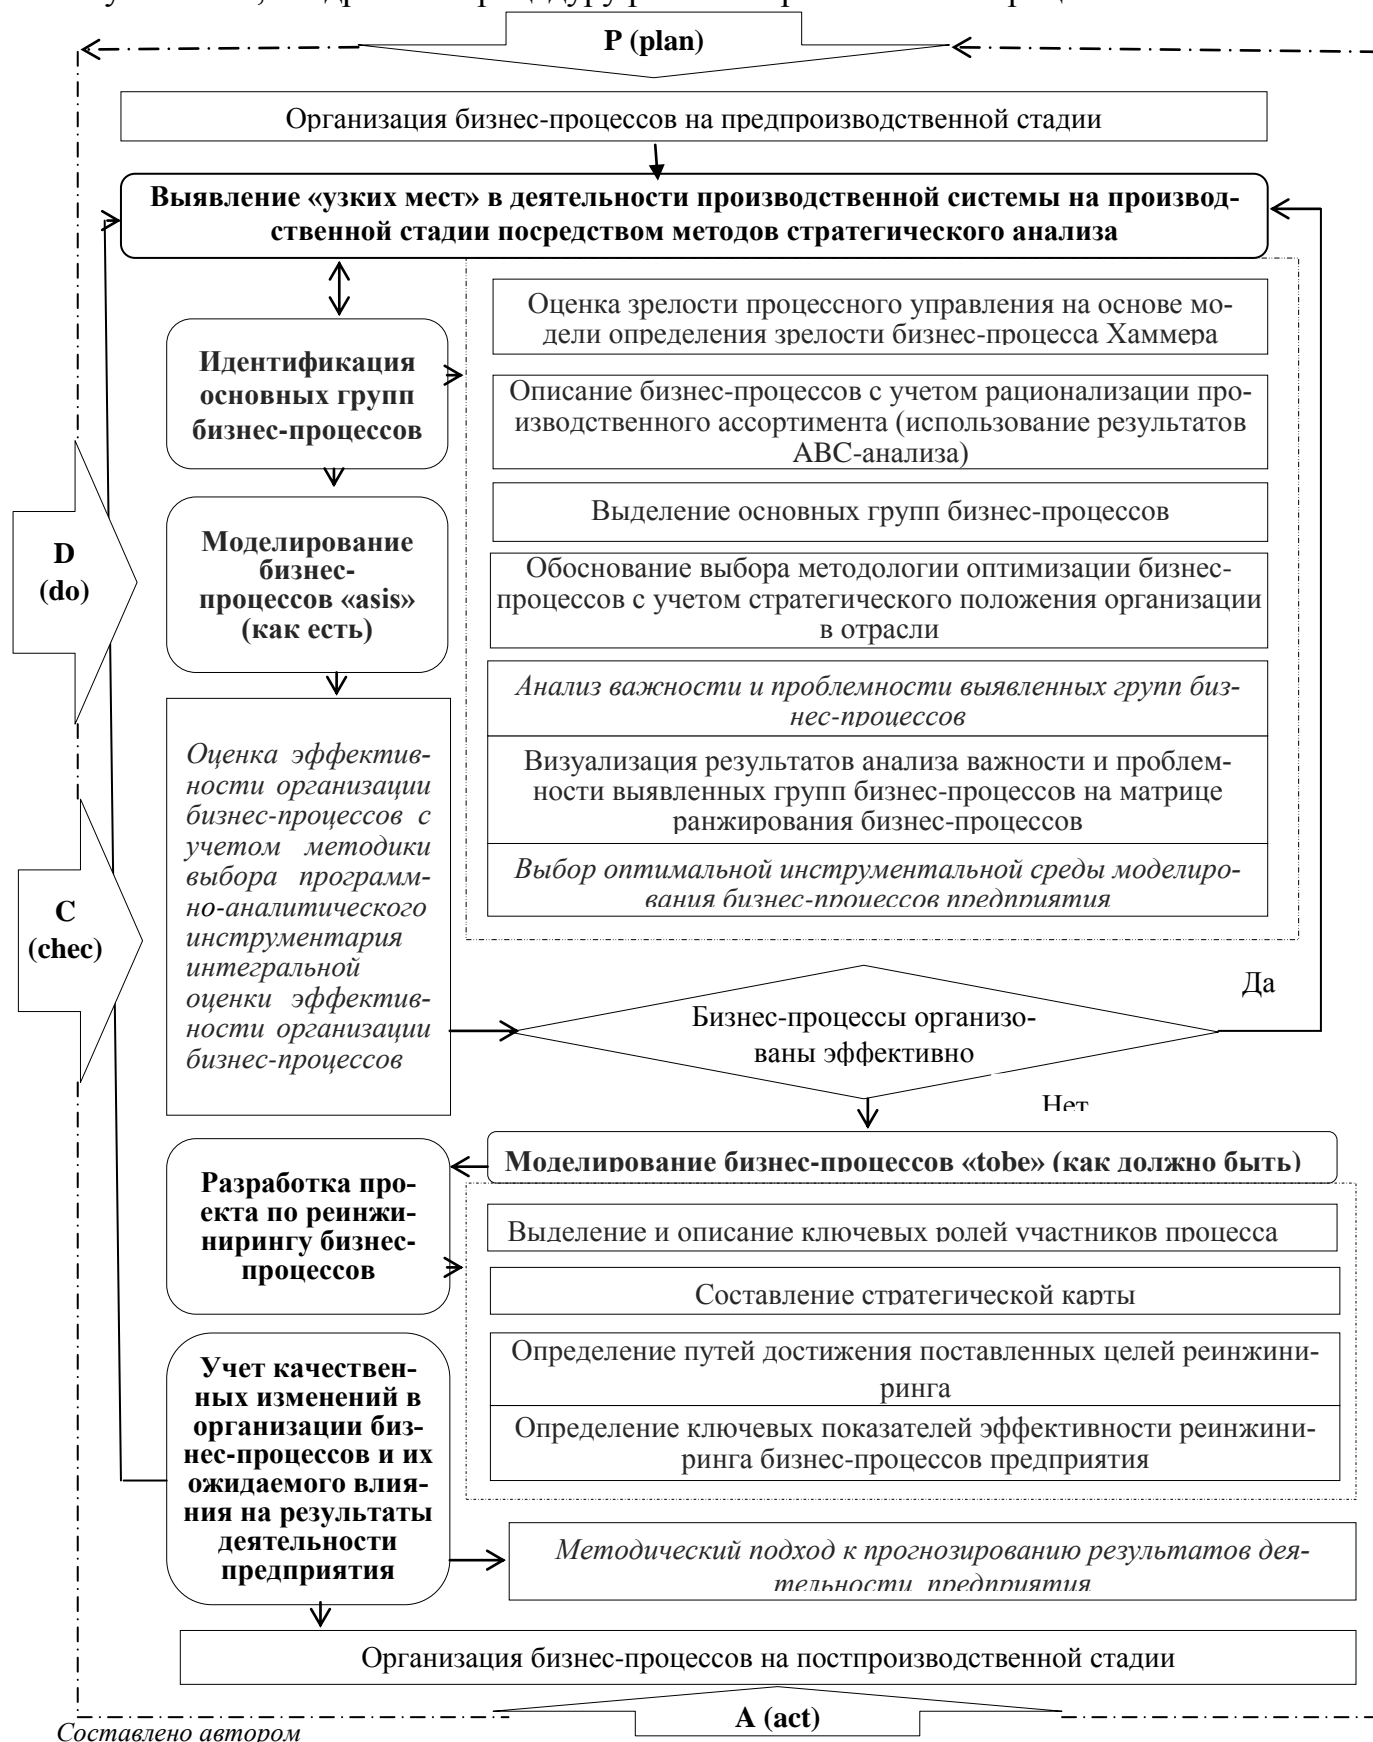 P (plan)
Организация бизнес-процессов на предпроизводственной стадии
Выявление «узких мест» в деятельности производственной системы на производ-
ственной стадии посредством методов стратегического анализа
Идентификация
основных групп
бизнес-процессов
Оценка зрелости процессного управления на основе мо-
дели определения зрелости бизнес-процесса Хаммера
Описание бизнес-процессов с учетом рационализации про-
изводственного ассортимента (использование результатов
АВС-анализа)
Выделение основных групп бизнес-процессов
D
(do)
Моделирование
бизнес-
процессов «asis»
(как есть)
Обоснование выбора методологии оптимизации бизнес-
процессов с учетом стратегического положения организации
в отрасли
Анализ важности и проблемности выявленных групп биз-
нес-процессов
Визуализация результатов анализа важности и проблем-
ности выявленных групп бизнес-процессов на матрице
ранжирования бизнес-процессов
Выбор оптимальной инструментальной среды моделиро-
вания бизнес-процессов предприятия
C
(chec)
Оценка эффектив-
ности организации
бизнес-процессов с
учетом методики
выбора программ-
но-аналитического
инструментария
интегральной
оценки эффектив-
ности организации
бизнес-процессов
Да
Бизнес-процессы организо-
ваны эффективно
Нет
Моделирование бизнес-процессов «tobe» (как должно быть)
Разработка про-
екта по реинжи-
нирингу бизнес-
процессов
Выделение и описание ключевых ролей участников процесса
Составление стратегической карты
Определение путей достижения поставленных целей реинжини-
ринга
Определение ключевых показателей эффективности реинжини-
ринга бизнес-процессов предприятия
Учет качествен-
ных изменений в
организации биз-
нес-процессов и их
ожидаемого влия-
ния на результаты
деятельности
предприятия
Методический подход к прогнозированию результатов дея-
тельности предприятия
Организация бизнес-процессов на постпроизводственной стадии
A (act)
Составлено автором